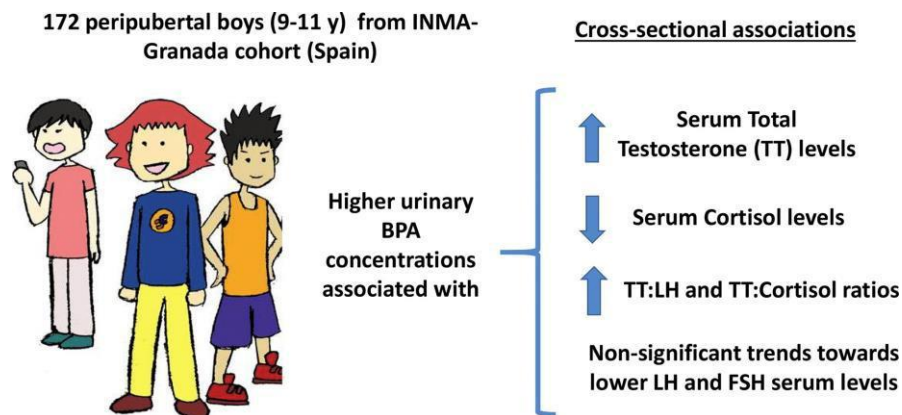 172 peripubertal boys (9-11 y) from INMA-
Granada cohort (Spain)
Higher urinary
BPA
concentrations
associated with
Cross-sectional associations
Serum Total
Testosterone (TT) levels
Serum Cortisol levels
TT:LH and TT:Cortisol ratios
Non-significant trends towards
lower LH and FSH serum levels